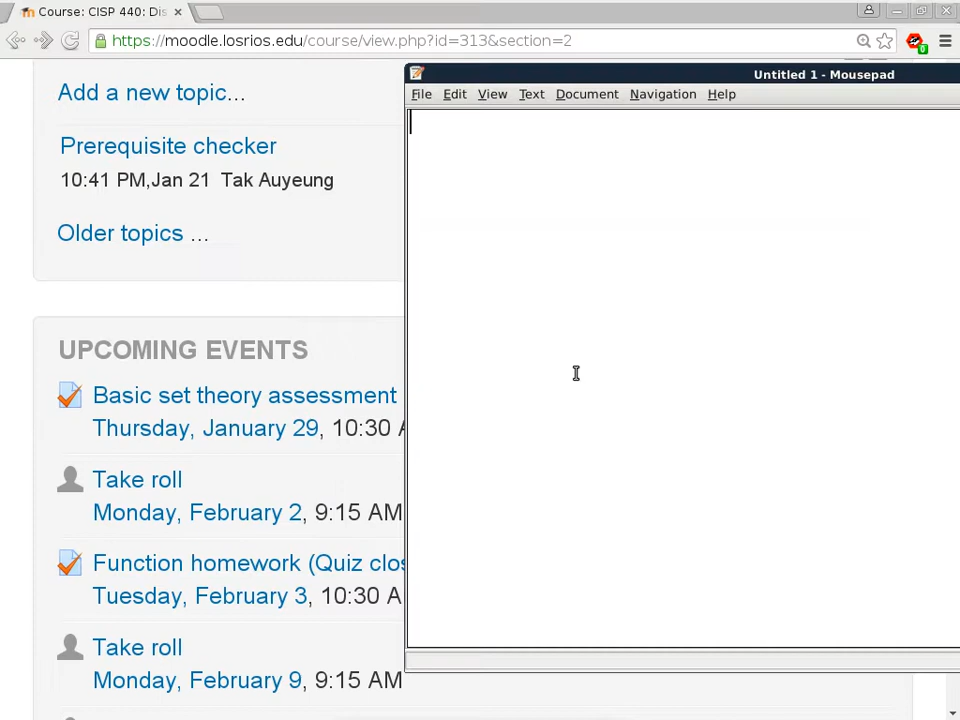 Course: CISP 440: Dis
https://moodle.losrios.edu/course/view.php?id=313&section=2
0
Add a new topic...
Prerequisite checker
10:41 PM,Jan 21 Tak Auyeung
Older topics ...
UPCOMING EVENTS
Basic set theory assessment
Thursday, January 29, 10:30 A
Take roll
Monday, February 2, 9:15 AM
Function homework (Quiz clos
Tuesday, February 3, 10:30 A
Take roll
Monday, February 9, 9:15 AM
Untitled 1 - Mousepad
File Edit View Text Document Navigation Help